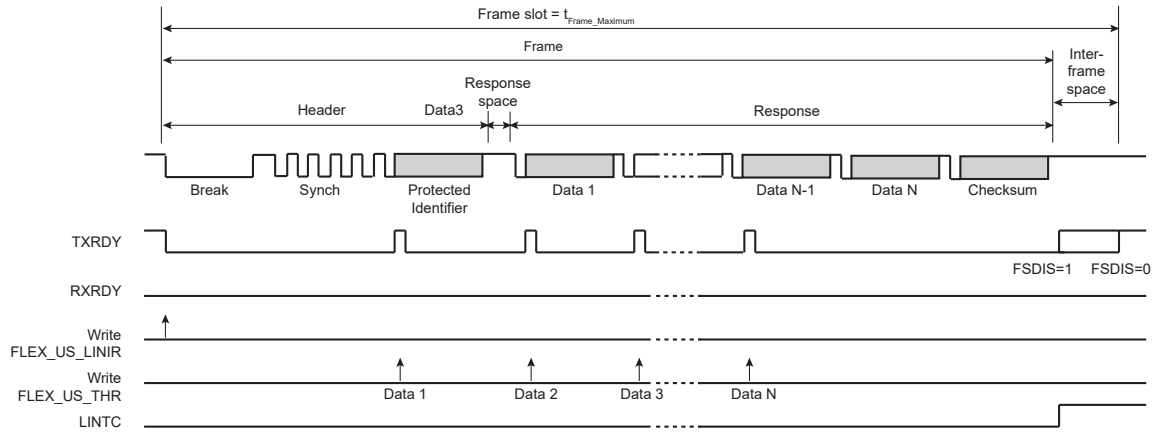 Frame slot = tFrame_Maximum
Frame
Inter-
frame
space
Response
space
Header
Data3
Response
Break
Synch
Protected
Identifier
Data 1
Data N-1
Data N
Checksum
TXRDY
FSDIS=1
FSDIS=0
RXRDY
Write
FLEX_US_LINIR
Write
FLEX_US_THR
Data 1
Data 2
Data 3
Data N
LINTC